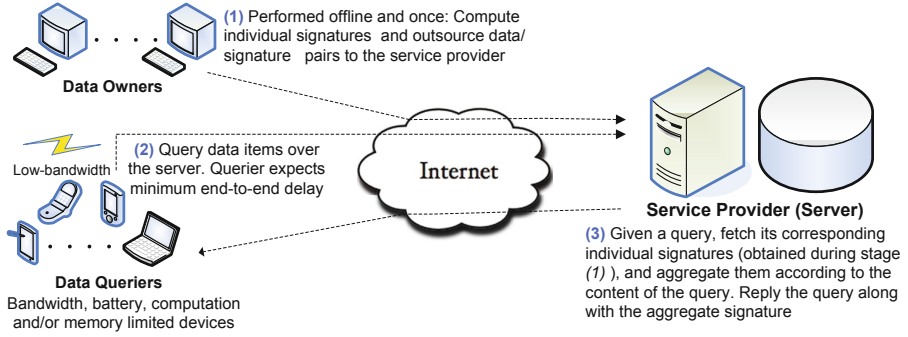 (1) Performed offline and once: Compute
individual signatures and outsource data/
signature pairs to the service provider
Data Owners
(2) Query data items over
the server. Querier expects
minimum end-to-end delay
Low-bandwidth
Internet
Data Queriers
Bandwidth, battery, computation
and/or memory limited devices
Service Provider (Server)
(3) Given a query, fetch its corresponding
individual signatures (obtained during stage
(1) ), and aggregate them according to the
content of the query. Reply the query along
with the aggregate signature